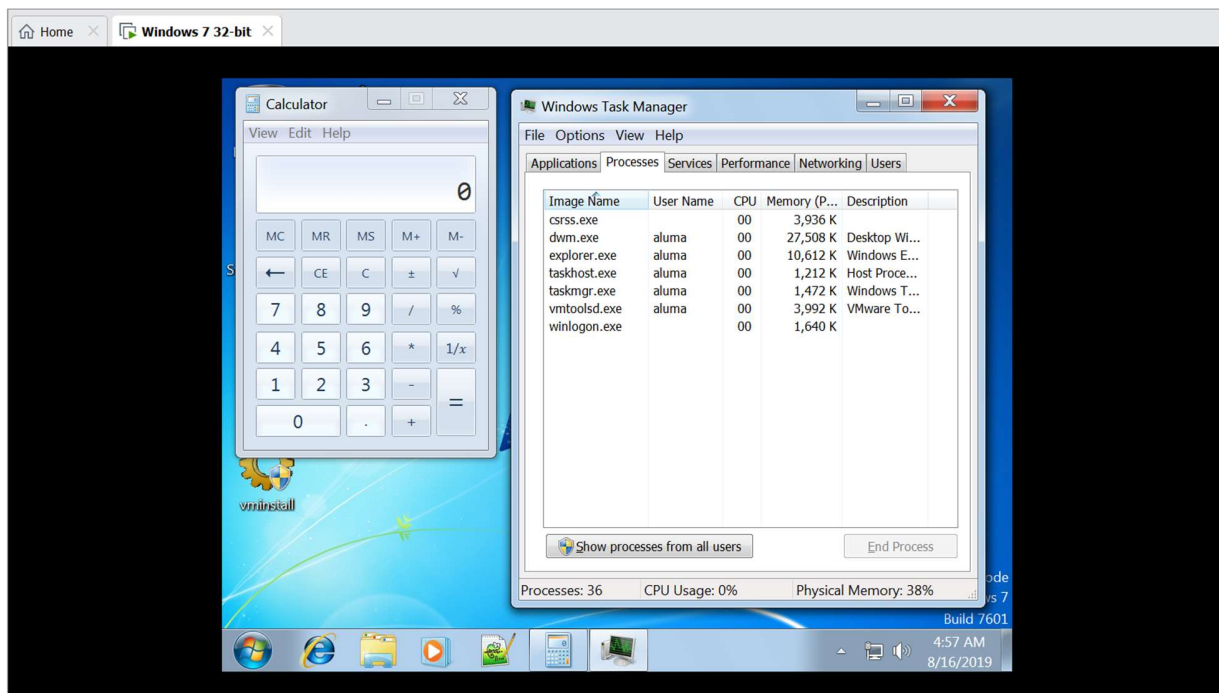 Home
Windows 7 32-bit
Calculator
View Edit Help
0
MC MR MS M+ M-
← CE C ± √
7 8 9 / %
4 5 6 * 1/x
1 2 3 -
=
0 . +
vminstall
Windows Task Manager
File Options View Help
Applications Processes Services Performance Networking Users
Image Name User Name CPU Memory (P... Description
csrss.exe 00 3,936 K
dwm.exe aluma 00 27,508 K Desktop Wi...
explorer.exe aluma 00 10,612 K Windows E...
taskhost.exe aluma 00 1,212 K Host Proce...
taskmgr.exe aluma 00 1,472 K Windows T...
vmtoolsd.exe aluma 00 3,992 K VMware To...
winlogon.exe 00 1,640 K
Show processes from all users
End Process
Processes: 36 CPU Usage: 0% Physical Memory: 38%
ode
vs 7
Build 7601
4:57 AM
8/16/2019